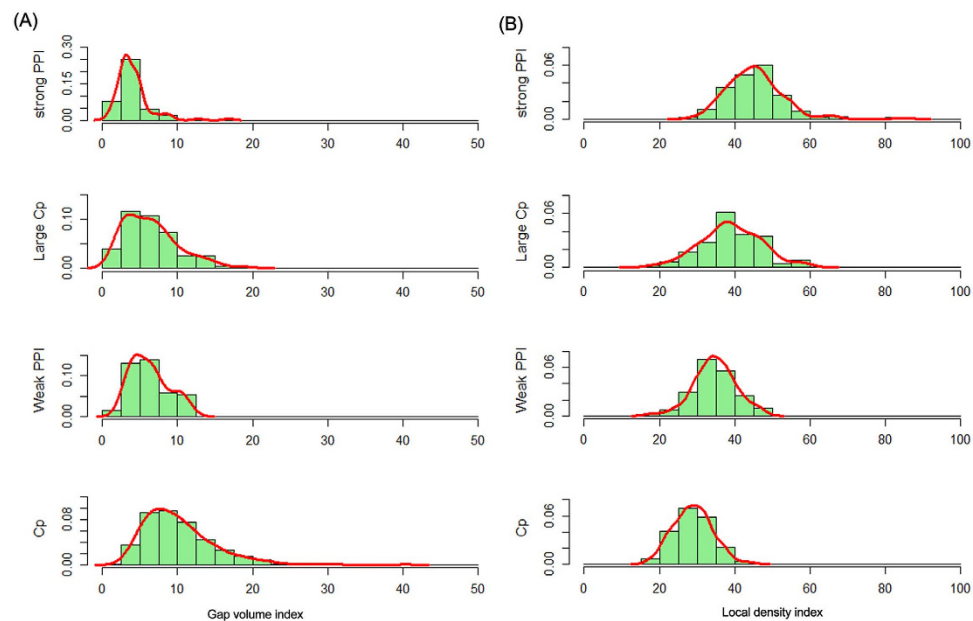 (A)
strong PPI
0.00 0.15 0.30
0 10 20 30 40 50
Large Cp
0.00 0.10
0 10 20 30 40 50
Weak PPI
0.00 0.10
0 10 20 30 40 50
Cp
0.00 0.08
0 10 20 30 40 50
Gap volume index
(B)
strong PPI
0.00 0.06
0 20 40 60 80 100
Large Cp
0.00 0.06
0 20 40 60 80 100
Weak PPI
0.00 0.06
0 20 40 60 80 100
Cp
0.00 0.06
0 20 40 60 80 100
Local density index